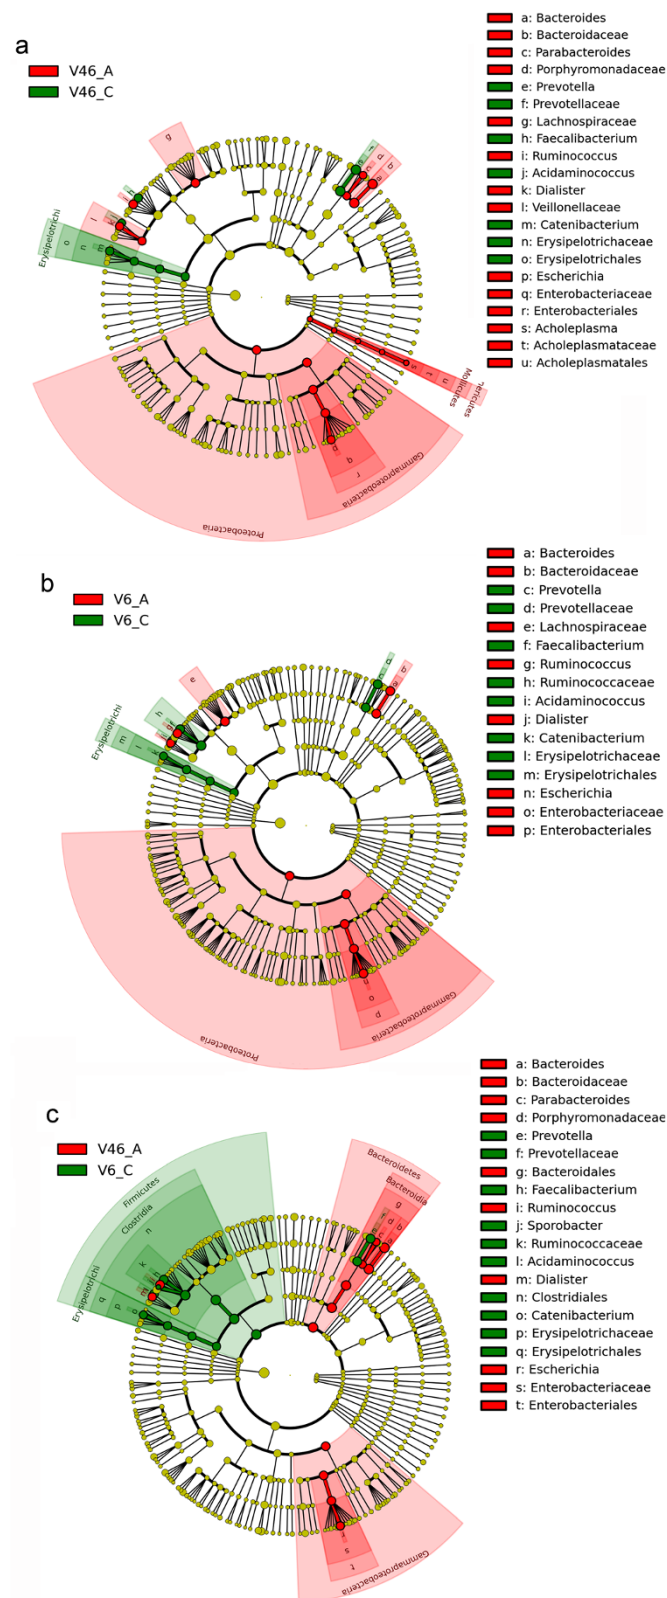 a
V46_A
V46_C
a: Bacteroides
b: Bacteroidaceae
c: Parabacteroides
d: Porphyromonadaceae
e: Prevotella
f: Prevotellaceae
g: Lachnospiraceae
h: Faecalibacterium
i: Ruminococcus
j: Acidaminococcus
k: Dialister
l: Veillonellaceae
m: Catenibacterium
n: Erysipelotrichaceae
o: Erysipelotrichales
p: Escherichia
q: Enterobacteriaceae
r: Enterobacteriales
s: Acholeplasma
t: Acholeplasmataceae
u: Acholeplasmatales
g
d
b
l
Erysipelotrichi
o
n
m
s
t
u
Mollicutes
p
q
r
Gammaproteobacteria
Proteobacteria
b
V6_A
V6_C
a: Bacteroides
b: Bacteroidaceae
c: Prevotella
d: Prevotellaceae
e: Lachnospiraceae
f: Faecalibacterium
g: Ruminococcus
h: Ruminococcaceae
i: Acidaminococcus
j: Dialister
k: Catenibacterium
l: Erysipelotrichaceae
m: Erysipelotrichales
n: Escherichia
o: Enterobacteriaceae
p: Enterobacteriales
e
b
h
Erysipelotrichi
m
l
k
o
p
Gammaproteobacteria
Proteobacteria
c
V46_A
V6_C
a: Bacteroides
b: Bacteroidaceae
c: Parabacteroides
d: Porphyromonadaceae
e: Prevotella
f: Prevotellaceae
g: Bacteroidales
h: Faecalibacterium
i: Ruminococcus
j: Sporobacter
k: Ruminococcaceae
l: Acidaminococcus
m: Dialister
n: Clostridiales
o: Catenibacterium
p: Erysipelotrichaceae
q: Erysipelotrichales
r: Escherichia
s: Enterobacteriaceae
t: Enterobacteriales
Firmicutes
Clostridia
n
k
Erysipelotrichi
q
p
Bacteroidetes
Bacteroidia
g
d
b
s
t
Gammaproteobacteria